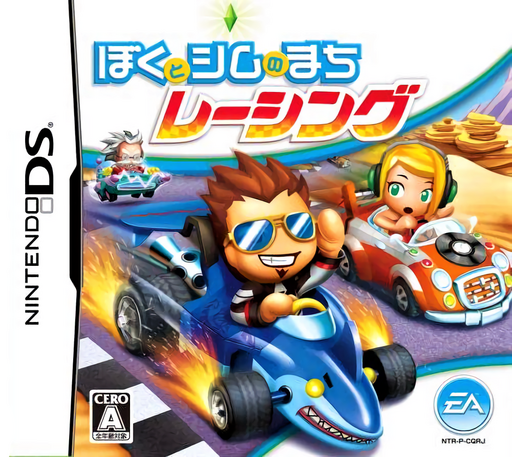 ぼくとシムのまち
レーシング
NINTENDO DS®
CERO
A
全年齢対象
EA
NTR-P-CQRJ